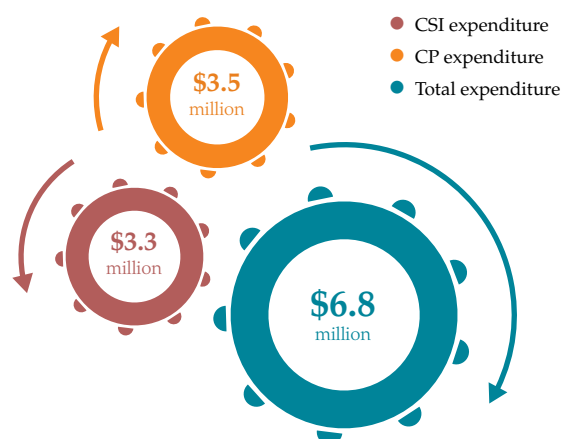 CSI expenditure
CP expenditure
Total expenditure
$3.5
million
$3.3
million
$6.8
million